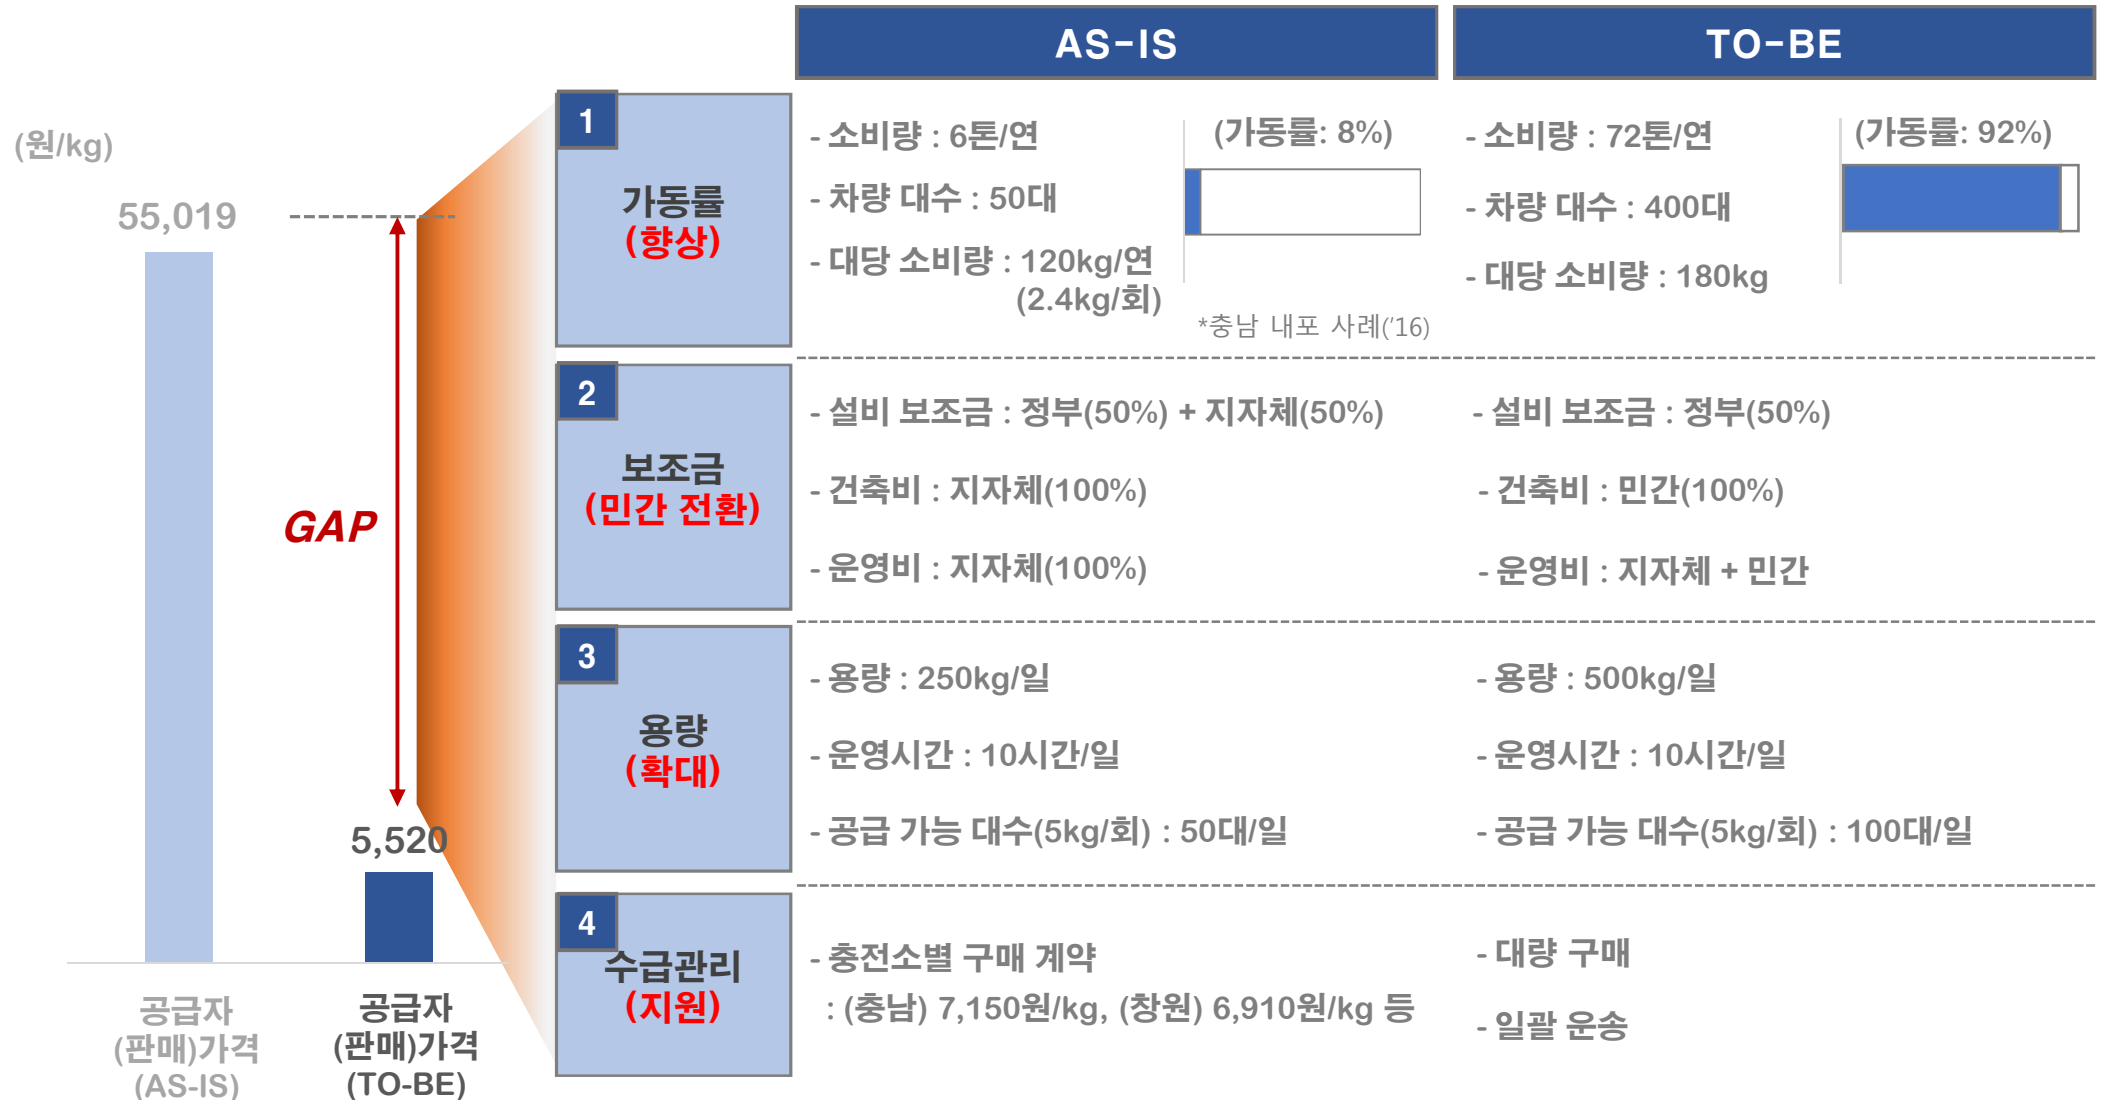 AS-IS
TO-BE
(원/kg)
55,019
GAP
5,520
공급자
(판매)가격
(AS-IS)
공급자
(판매)가격
(TO-BE)
1
가동률
(향상)
- 소비량 : 6톤/연
- 차량 대수 : 50대
- 대당 소비량 : 120kg/연
(2.4kg/회)
(가동률: 8%)
*충남 내포 사례('16)
- 소비량 : 72톤/연
- 차량 대수 : 400대
- 대당 소비량 : 180kg
(가동률: 92%)
2
보조금
(민간 전환)
- 설비 보조금 : 정부(50%) + 지자체(50%)
- 건축비 : 지자체(100%)
- 운영비 : 지자체(100%)
- 설비 보조금 : 정부(50%)
- 건축비 : 민간(100%)
- 운영비 : 지자체 + 민간
3
용량
(확대)
- 용량 : 250kg/일
- 운영시간 : 10시간/일
- 공급 가능 대수(5kg/회) : 50대/일
- 용량 : 500kg/일
- 운영시간 : 10시간/일
- 공급 가능 대수(5kg/회) : 100대/일
4
수급관리
(지원)
- 충전소별 구매 계약
: (충남) 7,150원/kg, (창원) 6,910원/kg 등
- 대량 구매
- 일괄 운송